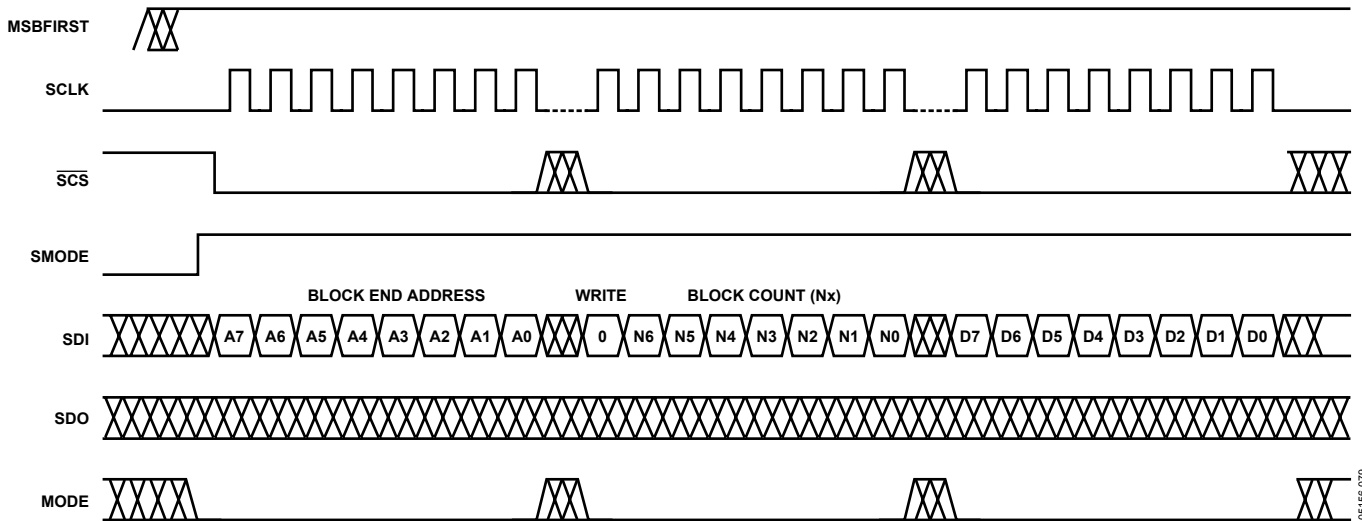 MSBFIRST
SCLK
SCS
SMODE
BLOCK END ADDRESS WRITE BLOCK COUNT (Nx)
SDI A7 A6 A5 A4 A3 A2 A1 A0 0 N6 N5 N4 N3 N2 N1 N0 D7 D6 D5 D4 D3 D2 D1 D0
SDO
MODE
05156-079